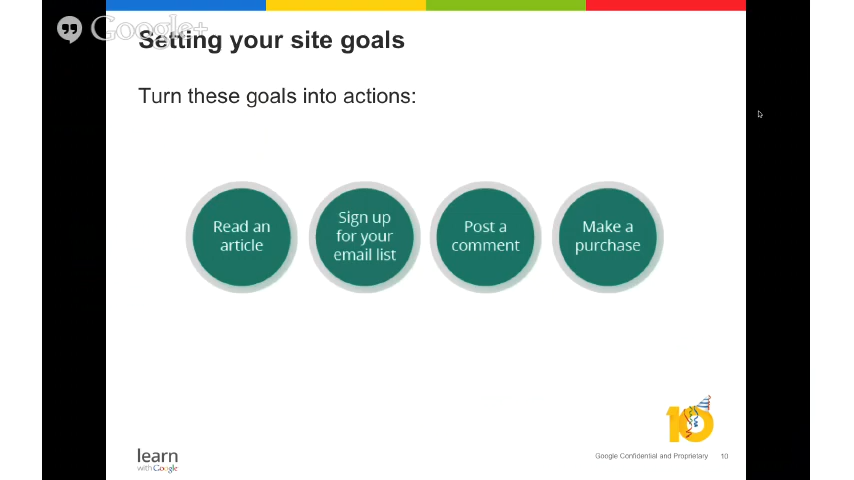 Google+
Setting your site goals
Turn these goals into actions:
Read an
article
Sign up
for your
email list
Post a
comment
Make a
purchase
10
learn
with Google
Google Confidential and Proprietary 10